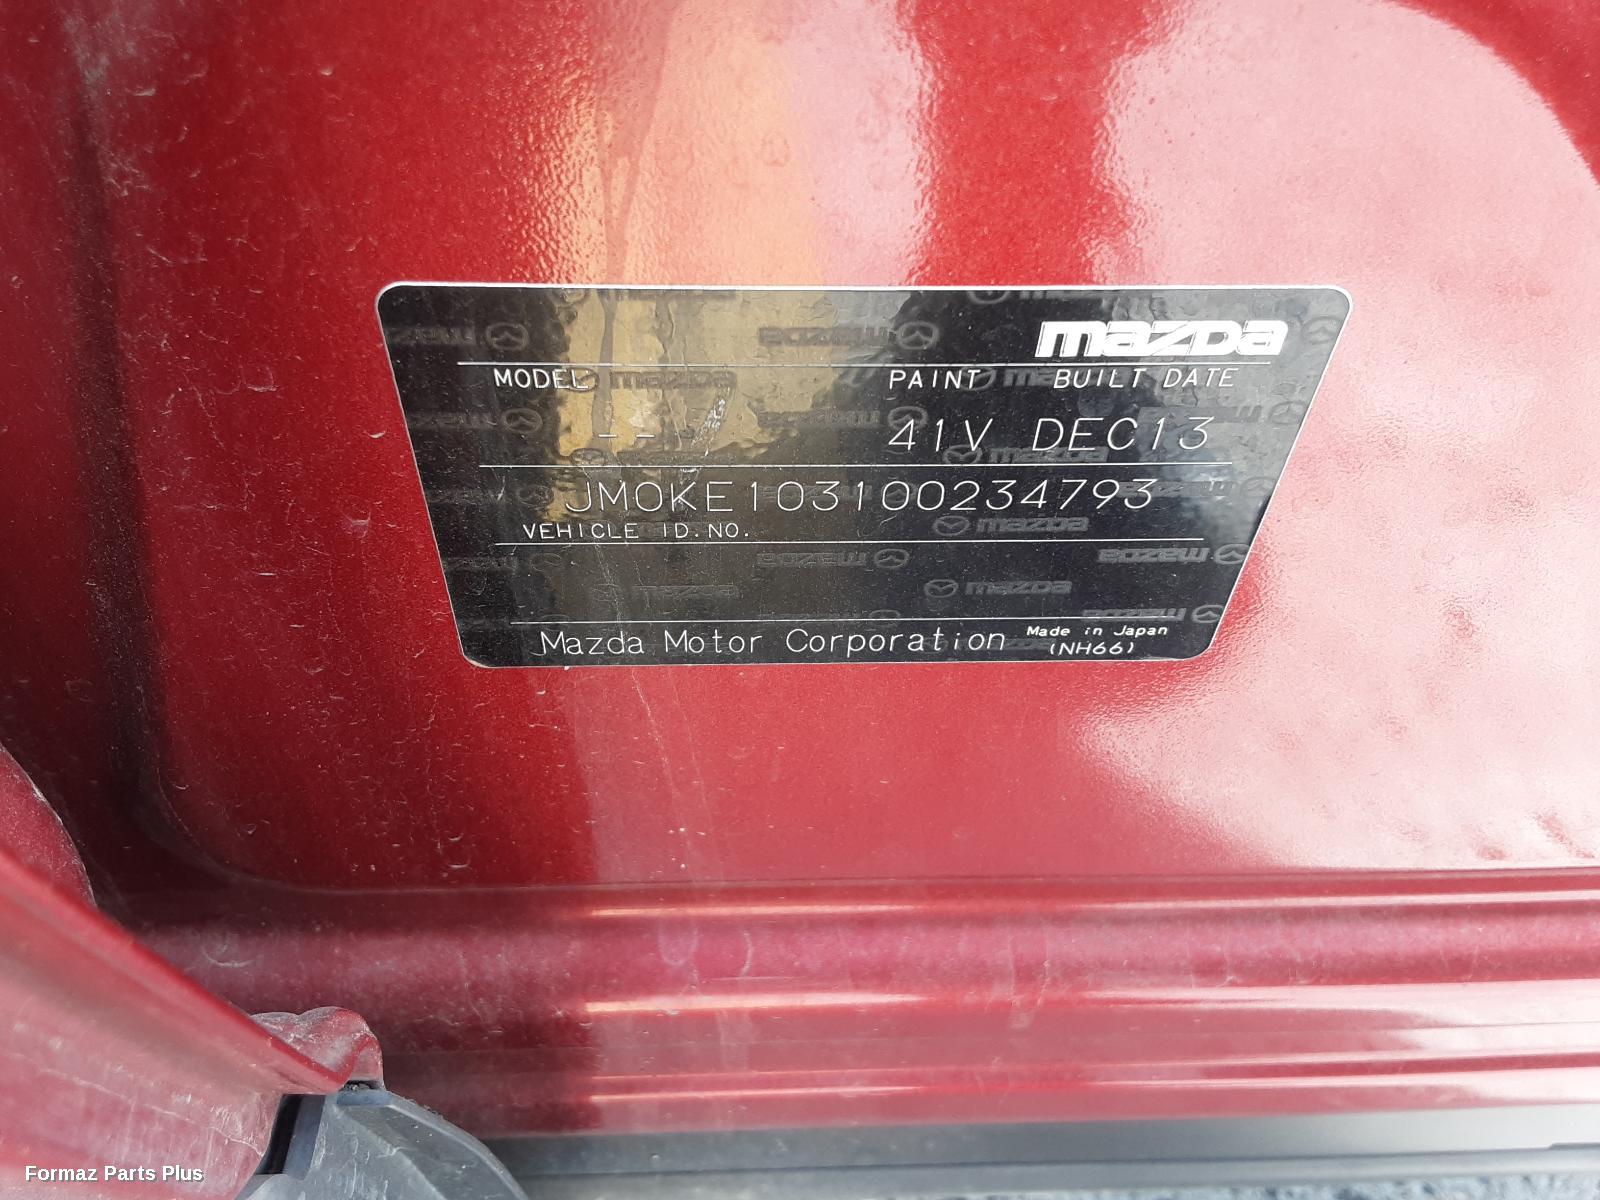 mazda
MODEL PAINT BUILT DATE
-- 41V DEC13
JM0KE103100234793
VEHICLE ID.NO.
Mazda Motor Corporation Made in Japan
(NH66)
Formaz Parts Plus